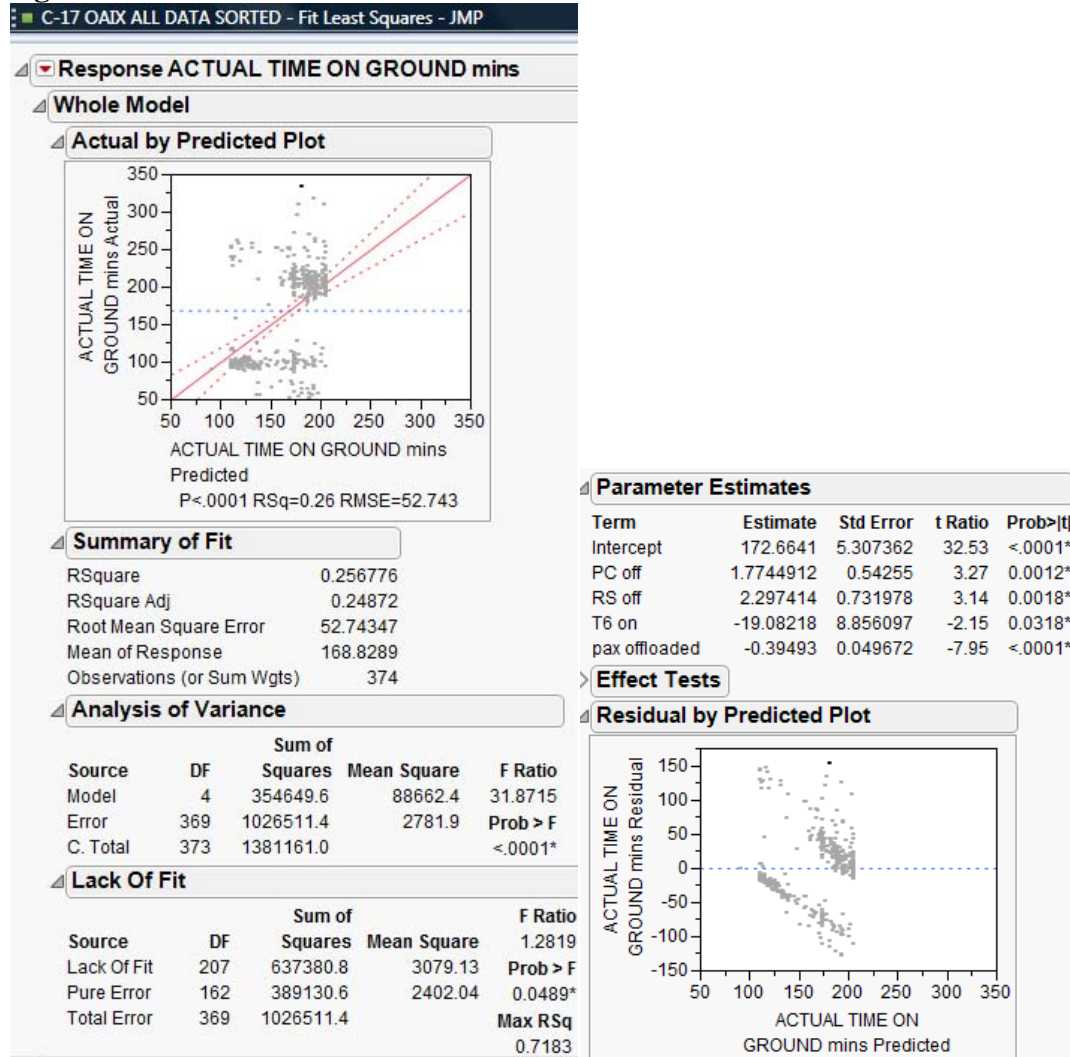 C-17 OAIX ALL DATA SORTED - Fit Least Squares - JMP
Response ACTUAL TIME ON GROUND mins
Whole Model
Actual by Predicted Plot
350
300
250
200
150
100
50
ACTUAL TIME ON
GROUND mins Actual
50 100 150 200 250 300 350
ACTUAL TIME ON GROUND mins
Predicted
P<.0001 RSq=0.26 RMSE=52.743
Summary of Fit
RSquare 0.256776
RSquare Adj 0.24872
Root Mean Square Error 52.74347
Mean of Response 168.8289
Observations (or Sum Wgts) 374
Analysis of Variance
Sum of
Source DF Squares Mean Square F Ratio
Model 4 354649.6 88662.4 31.8715
Error 369 1026511.4 2781.9 Prob > F
C. Total 373 1381161.0 <.0001*
Lack Of Fit
Sum of F Ratio
Source DF Squares Mean Square 1.2819
Lack Of Fit 207 637380.8 3079.13 Prob > F
Pure Error 162 389130.6 2402.04 0.0489*
Total Error 369 1026511.4 Max RSq
0.7183
Parameter Estimates
Term Estimate Std Error t Ratio Prob>|t|
Intercept 172.6641 5.307362 32.53 <.0001*
PC off 1.7744912 0.54255 3.27 0.0012*
RS off 2.297414 0.731978 3.14 0.0018*
T6 on -19.08218 8.856097 -2.15 0.0318*
pax offloaded -0.39493 0.049672 -7.95 <.0001*
Effect Tests
Residual by Predicted Plot
150
100
50
0
-50
-100
-150
ACTUAL TIME ON
GROUND mins Residual
50 100 150 200 250 300 350
ACTUAL TIME ON
GROUND mins Predicted